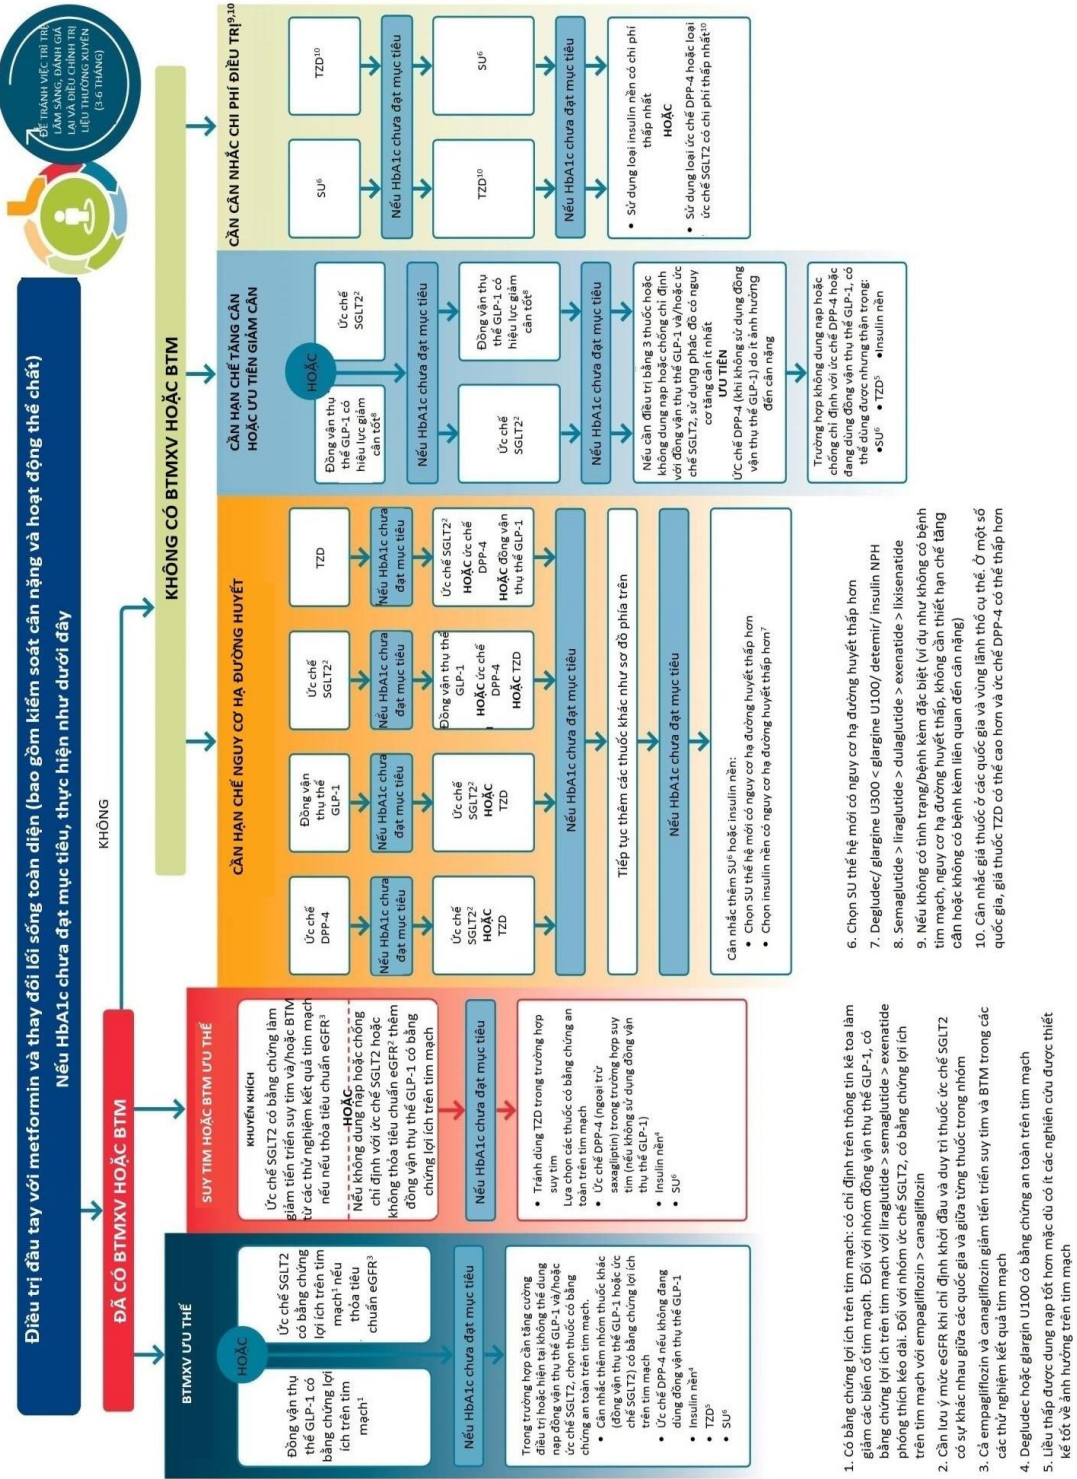 Điều trị đầu tay với metformin và thay đổi lối sống toàn diện (bao gồm kiểm soát cân nặng và hoạt động thể chất)
Nếu HbA1c chưa đạt mục tiêu, thực hiện như dưới đây
ĐỂ TRÁNH VIỆC TRÌ TRỆ
LÂM SÀNG, ĐÁNH GIÁ
LẠI VÀ ĐIỀU CHỈNH TRỊ
LIỆU THƯỜNG XUYÊN
(3-6 THÁNG)
ĐÃ CÓ BTMXV HOẶC BTM
KHÔNG
KHÔNG CÓ BTMXV HOẶC BTM
BTMXV ƯU THẾ
HOẶC
Đồng vận thụ
thể GLP-1 có
bằng chứng lợi
ích trên tim
mạch¹
Ức chế SGLT2
có bằng chứng
lợi ích trên tim
mạch¹ nếu
thỏa tiêu
chuẩn eGFR³
Nếu HbA1c chưa đạt mục tiêu
Trong trường hợp cần tăng cường
điều trị hoặc hiện tại không thể dung
nạp đồng vận thụ thể GLP-1 và/hoặc
ức chế SGLT2, chọn thuốc có bằng
chứng an toàn trên tim mạch.
• Cân nhắc thêm nhóm thuốc khác
(đồng vận thụ thể GLP-1 hoặc ức
chế SGLT2) có bằng chứng lợi ích
trên tim mạch
• Ức chế DPP-4 nếu không đang
dùng đồng vận thụ thể GLP-1
• Insulin nền⁴
• TZD⁵
• SU⁶
SUY TIM HOẶC BTM ƯU THẾ
KHUYẾN KHÍCH
Ức chế SGLT2 có bằng chứng làm
giảm tiến triển suy tim và/hoặc BTM
từ các thử nghiệm kết quả tim mạch
nếu nếu thỏa tiêu chuẩn eGFR³
HOẶC
Nếu không dung nạp hoặc chống
chỉ định với ức chế SGLT2 hoặc
không thỏa tiêu chuẩn eGFR² thêm
đồng vận thụ thể GLP-1 có bằng
chứng lợi ích trên tim mạch
Nếu HbA1c chưa đạt mục tiêu
• Tránh dùng TZD trong trường hợp
suy tim
Lựa chọn các thuốc có bằng chứng an
toàn trên tim mạch
• Ức chế DPP-4 (ngoại trừ
saxagliptin) trong trường hợp suy
tim (nếu không sử dụng đồng vận
thụ thể GLP-1)
• Insulin nền⁴
• SU⁶
CẦN HẠN CHẾ NGUY CƠ HẠ ĐƯỜNG HUYẾT
Ức chế
DPP-4
Nếu HbA1c chưa
đạt mục tiêu
Ức chế
SGLT2²
HOẶC
TZD
Đồng vận
thụ thể
GLP-1
Nếu HbA1c chưa
đạt mục tiêu
Ức chế
SGLT2²
HOẶC
TZD
Ức chế
SGLT2²
Nếu HbA1c chưa
đạt mục tiêu
Đồng vận thụ thể
GLP-1
HOẶC ức chế
DPP-4
HOẶC TZD
TZD
Nếu HbA1c chưa
đạt mục tiêu
Ức chế SGLT2²
HOẶC ức chế
DPP-4
HOẶC đồng vận
thụ thể GLP-1
Nếu HbA1c chưa đạt mục tiêu
Tiếp tục thêm các thuốc khác như sơ đồ phía trên
Nếu HbA1c chưa đạt mục tiêu
Cân nhắc thêm SU⁶ hoặc insulin nền:
• Chọn SU thế hệ mới có nguy cơ hạ đường huyết thấp hơn
• Chọn insulin nền có nguy cơ hạ đường huyết thấp hơn⁷
CẦN HẠN CHẾ TĂNG CÂN
HOẶC ƯU TIÊN GIẢM CÂN
HOẶC
Đồng vận thụ
thể GLP-1 có
hiệu lực giảm
cân tốt⁸
Ức chế
SGLT2²
Nếu HbA1c chưa đạt mục tiêu
Ức chế
SGLT2²
Đồng vận thụ
thể GLP-1 có
hiệu lực giảm
cân tốt⁸
Nếu HbA1c chưa đạt mục tiêu
Nếu cần điều trị bằng 3 thuốc hoặc
không dung nạp hoặc chống chỉ định
với đồng vận thụ thể GLP-1 và/hoặc ức
chế SGLT2, sử dụng phác đồ có nguy
cơ tăng cân ít nhất
ƯU TIÊN
ỨC chế DPP-4 (khi không sử dụng đồng
vận thụ thể GLP-1) do ít ảnh hưởng
đến cân nặng
Trường hợp không dung nạp hoặc
chống chỉ định với ức chế DPP-4 hoặc
đang dùng đồng vận thụ thể GLP-1, có
thể dùng được nhưng thận trọng:
•SU⁶ • TZD⁵ •Insulin nền
CẦN CÂN NHẮC CHI PHÍ ĐIỀU TRỊ⁹,¹⁰
SU⁶
TZD¹⁰
Nếu HbA1c chưa đạt mục tiêu
TZD¹⁰
SU⁶
Nếu HbA1c chưa đạt mục tiêu
• Sử dụng loại insulin nền có chi phí
thấp nhất
HOẶC
• Sử dụng loại ức chế DPP-4 hoặc loại
ức chế SGLT2 có chi phí thấp nhất¹⁰
1. Có bằng chứng lợi ích trên tim mạch: có chỉ định trên thông tin kê toa làm
giảm các biến cố tim mạch. Đối với nhóm đồng vận thụ thể GLP-1, có
bằng chứng lợi ích trên tim mạch với liraglutide > semaglutide > exenatide
phóng thích kéo dài. Đối với nhóm ức chế SGLT2, có bằng chứng lợi ích
trên tim mạch với empagliflozin > canagliflozin
2. Cần lưu ý mức eGFR khi chỉ định khởi đầu và duy trì thuốc ức chế SGLT2
có sự khác nhau giữa các quốc gia và giữa từng thuốc trong nhóm
3. Cả empagliflozin và canagliflozin giảm tiến triển suy tim và BTM trong các
các thử nghiệm kết quả tim mạch
4. Degludec hoặc glargin U100 có bằng chứng an toàn trên tim mạch
5. Liều thấp được dung nạp tốt hơn mặc dù có ít các nghiên cứu được thiết
kế tốt về ảnh hưởng trên tim mạch
6. Chọn SU thế hệ mới có nguy cơ hạ đường huyết thấp hơn
7. Degludec/ glargine U300 < glargine U100/ detemir/ insulin NPH
8. Semaglutide > liraglutide > dulaglutide > exenatide > lixisenatide
9. Nếu không có tình trạng/bệnh kèm đặc biệt (ví dụ như không có bệnh
tim mạch, nguy cơ hạ đường huyết thấp, không cần thiết hạn chế tăng
cân hoặc không có bệnh kèm liên quan đến cân nặng)
10. Cân nhắc giá thuốc ở các quốc gia và vùng lãnh thổ cụ thể. Ở một số
quốc gia, giá thuốc TZD có thể cao hơn và ức chế DPP-4 có thể thấp hơn